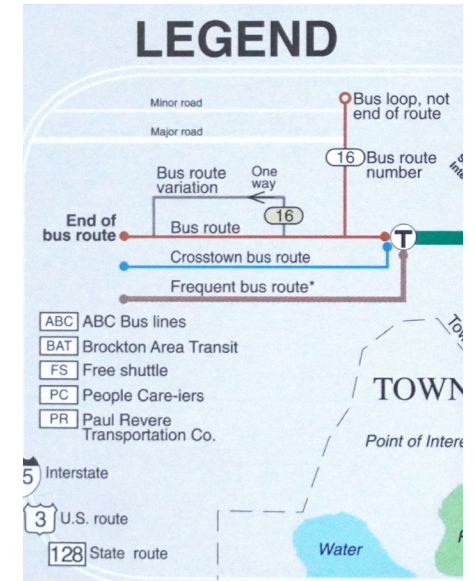 LEGEND
Minor road
Bus loop, not
end of route
Major road
16 Bus route
number
Bus route
variation
One
way
16
End of
bus route
Bus route
T
Crosstown bus route
Frequent bus route*
ABC ABC Bus lines
BAT Brockton Area Transit
FS Free shuttle
PC People Care-iers
PR Paul Revere
Transportation Co.
TOWN
Point of Intere
5 Interstate
3 U.S. route
128 State route
Water